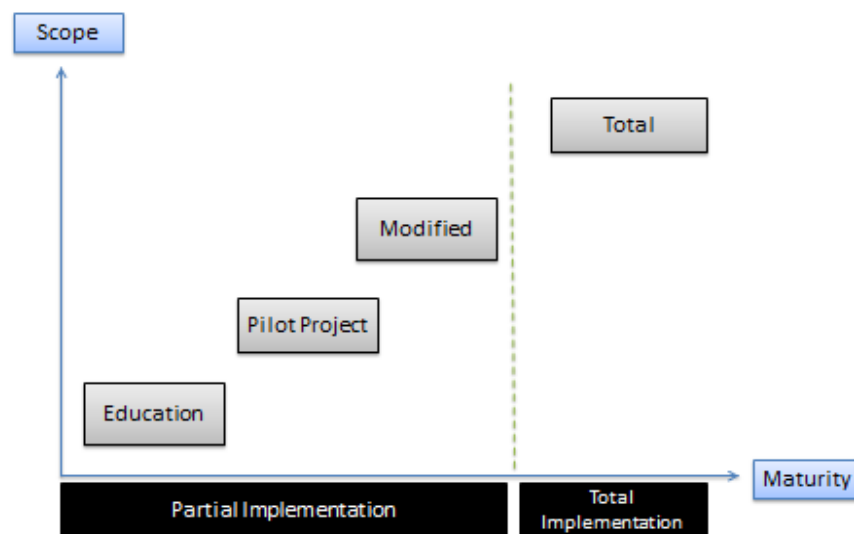 Scope
Total
Modified
Pilot Project
Education
Maturity
Partial Implementation
Total
Implementation